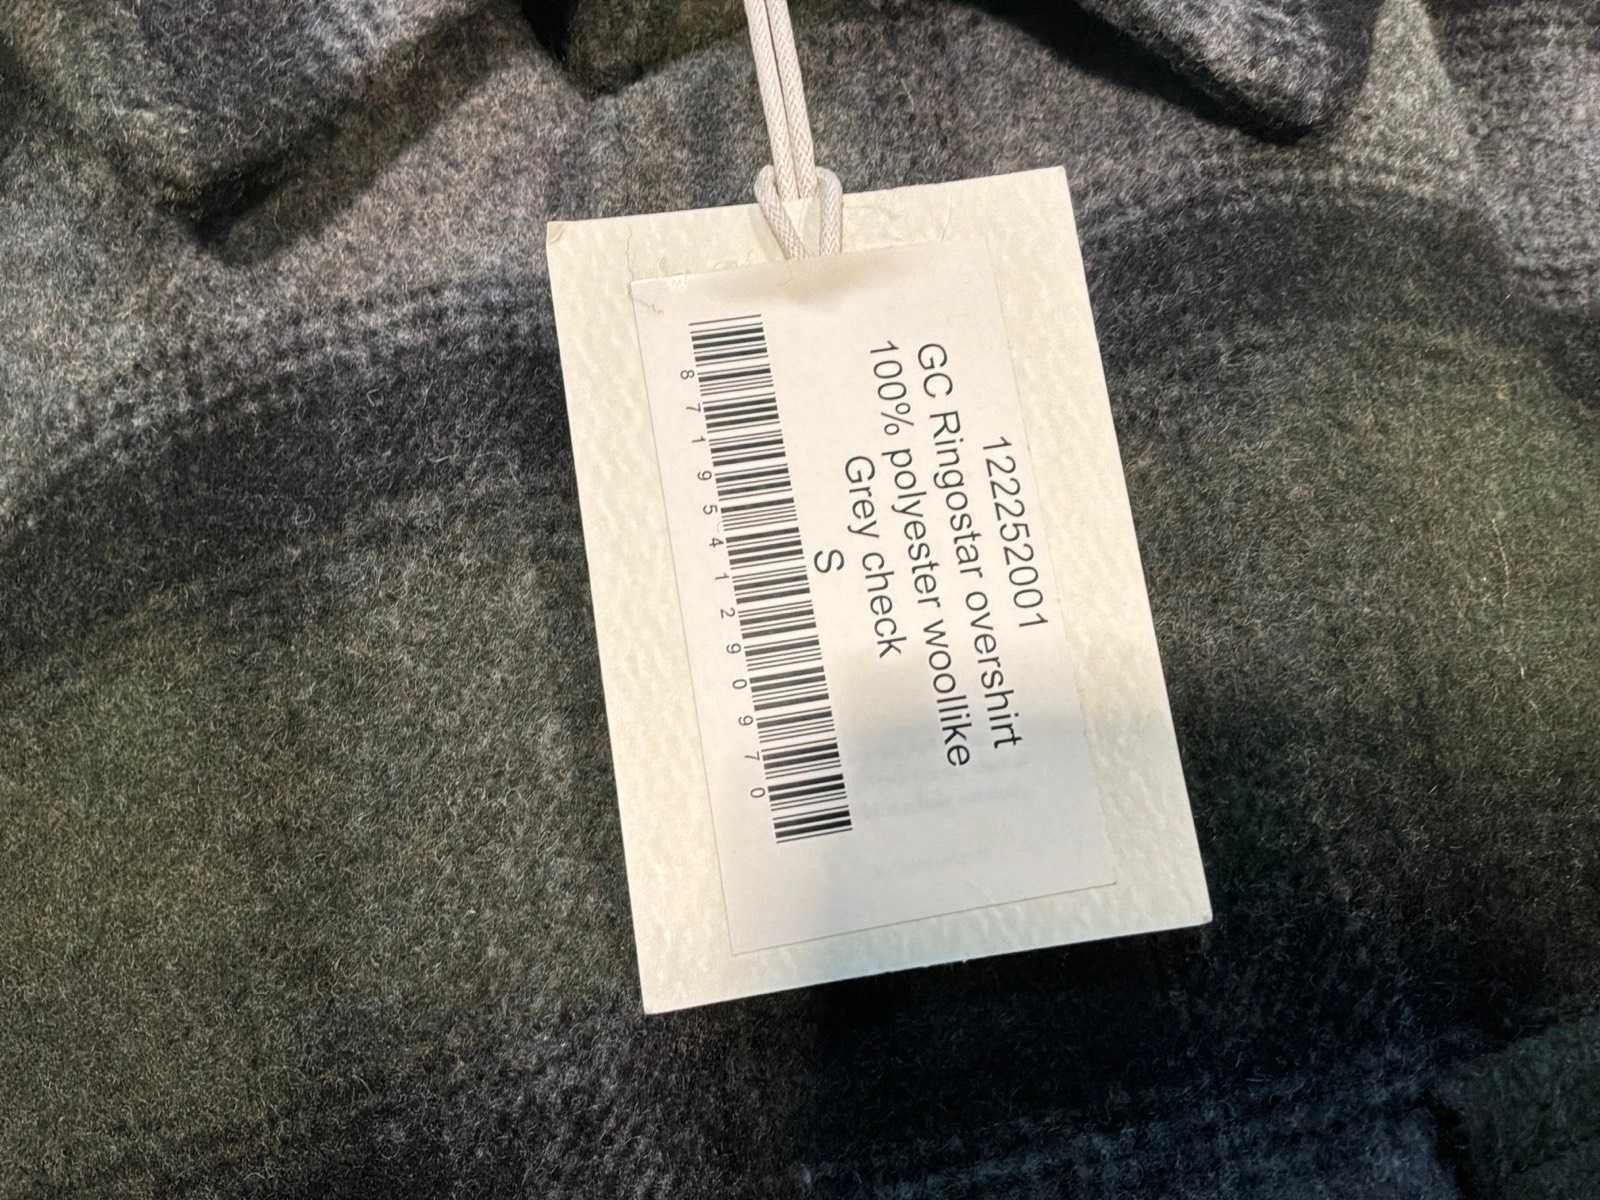 122252001
GC Ringostar overshirt
100% polyester woollike
Grey check
S
8719541290970